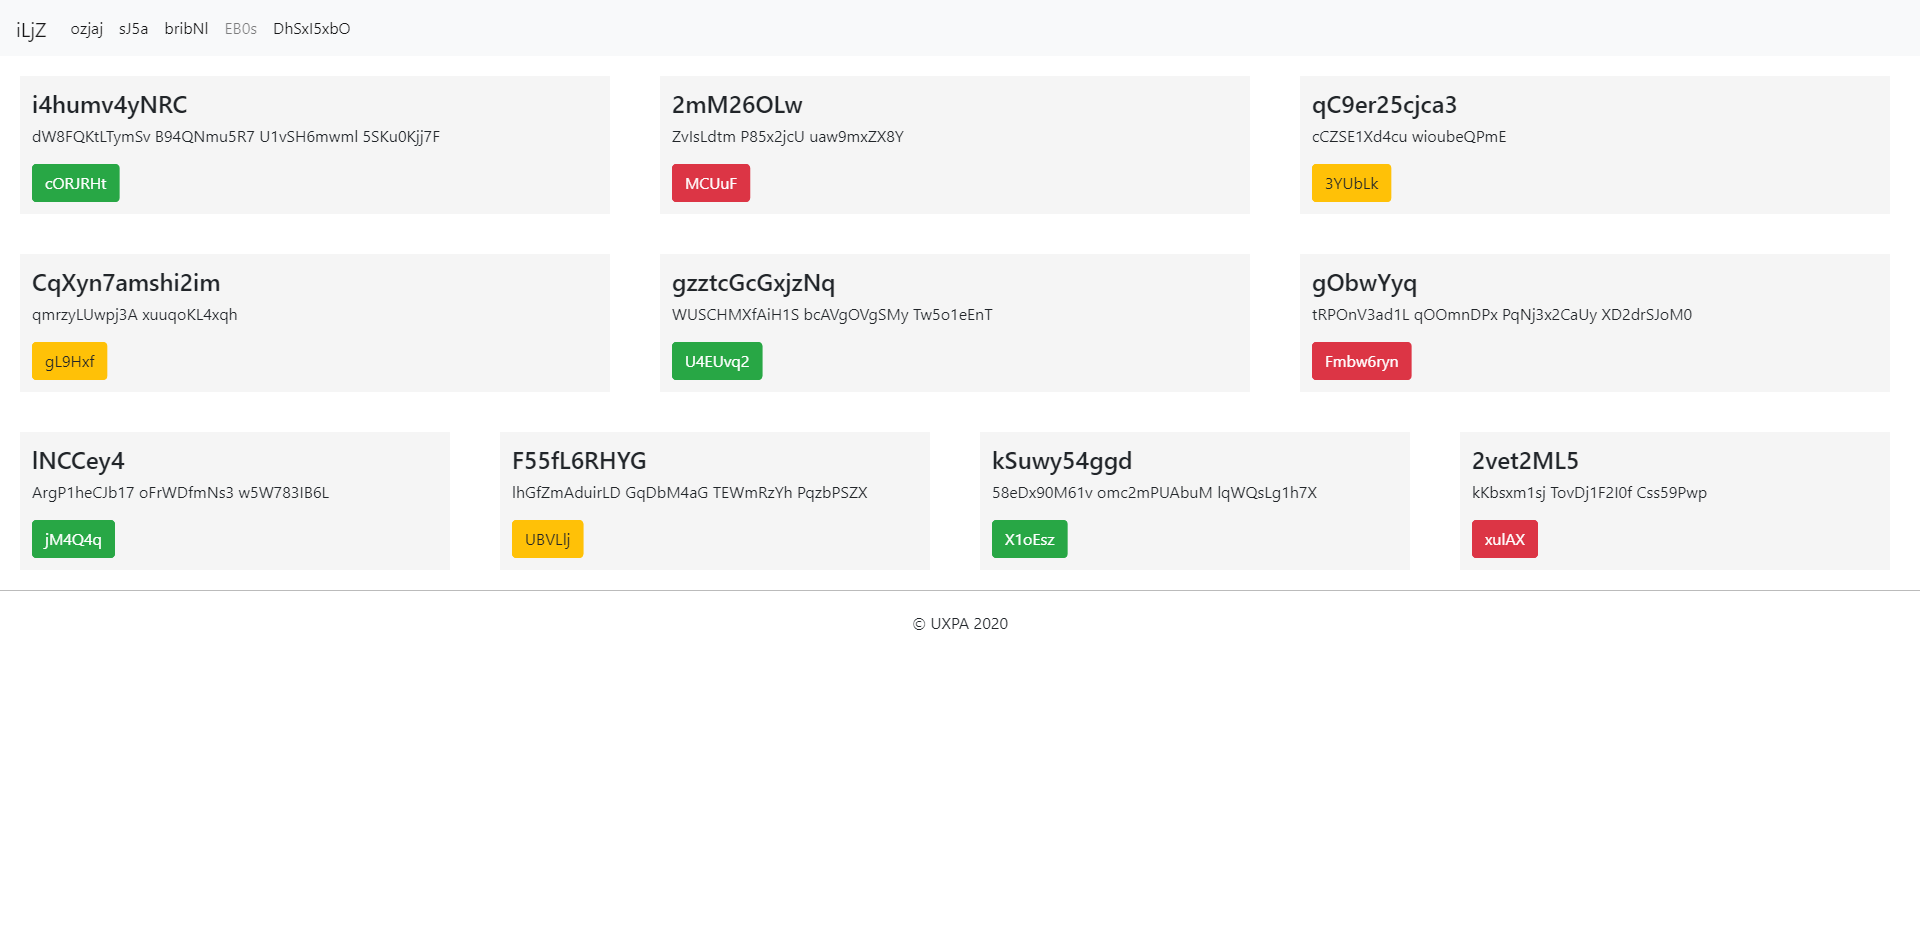 iLjZ ozjaj sJ5a bribNl EB0s DhSxI5xbO
i4humv4yNRC
dW8FQKtLTymSv B94QNmu5R7 U1vSH6mwml 5SKu0Kjj7F
cORJRHt
2mM26OLw
ZvIsLdtm P85x2jcU uaw9mxZX8Y
MCUuF
qC9er25cjca3
cCZSE1Xd4cu wioubeQPmE
3YUbLk
CqXyn7amshi2im
qmrzyLUwpj3A xuuqoKL4xqh
gL9Hxf
gzztcGcGxjzNq
WUSCHMXfAiH1S bcAVgOVgSMy Tw5o1eEnT
U4EUvq2
gObwYyq
tRPOnV3ad1L qOOmnDPx PqNj3x2CaUy XD2drSJoM0
Fmbw6ryn
lNCCey4
ArgP1heCJb17 oFrWDfmNs3 w5W783IB6L
jM4Q4q
F55fL6RHYG
lhGfZmAduirLD GqDbM4aG TEWmRzYh PqzbPSZX
UBVLlj
kSuwy54ggd
58eDx90M61v omc2mPUAbuM lqWQsLg1h7X
X1oEsz
2vet2ML5
kKbsxm1sj TovDj1F2I0f Css59Pwp
xulAX
© UXPA 2020